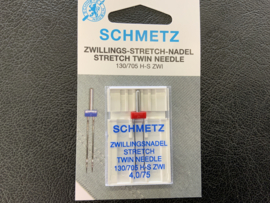 SCHMETZ
ZWILLINGS-STRETCH-NADEL
STRETCH TWIN NEEDLE
130/705 H-S ZWI
SCHMETZ
ZWILLINGSNADEL
STRETCH
TWIN NEEDLE
130/705 H-S ZWI
4,0/75